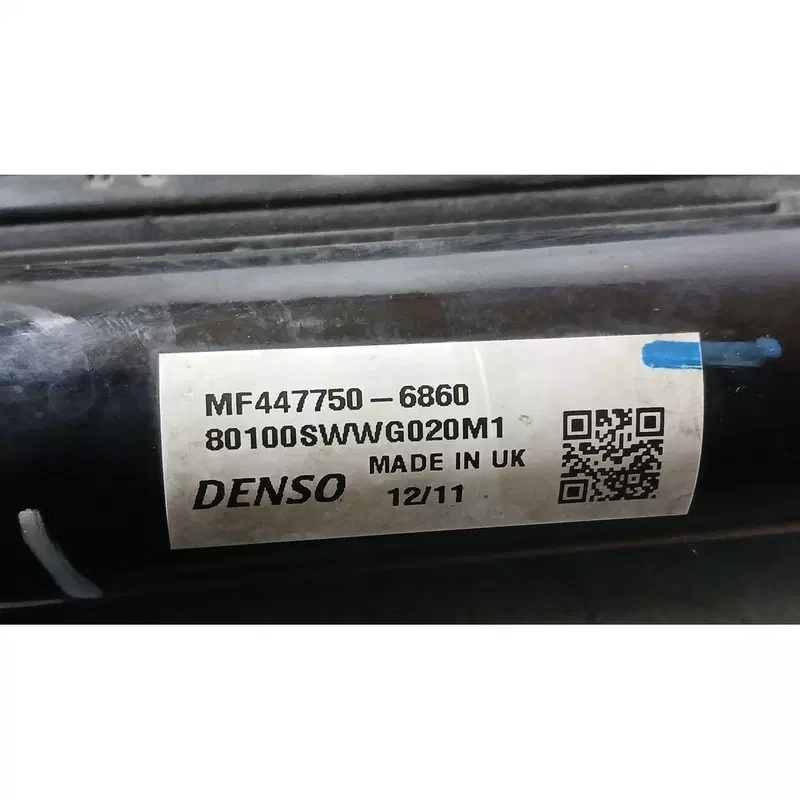 MF447750-6860
80100SWWG020M1
MADE IN UK
DENSO 12/11